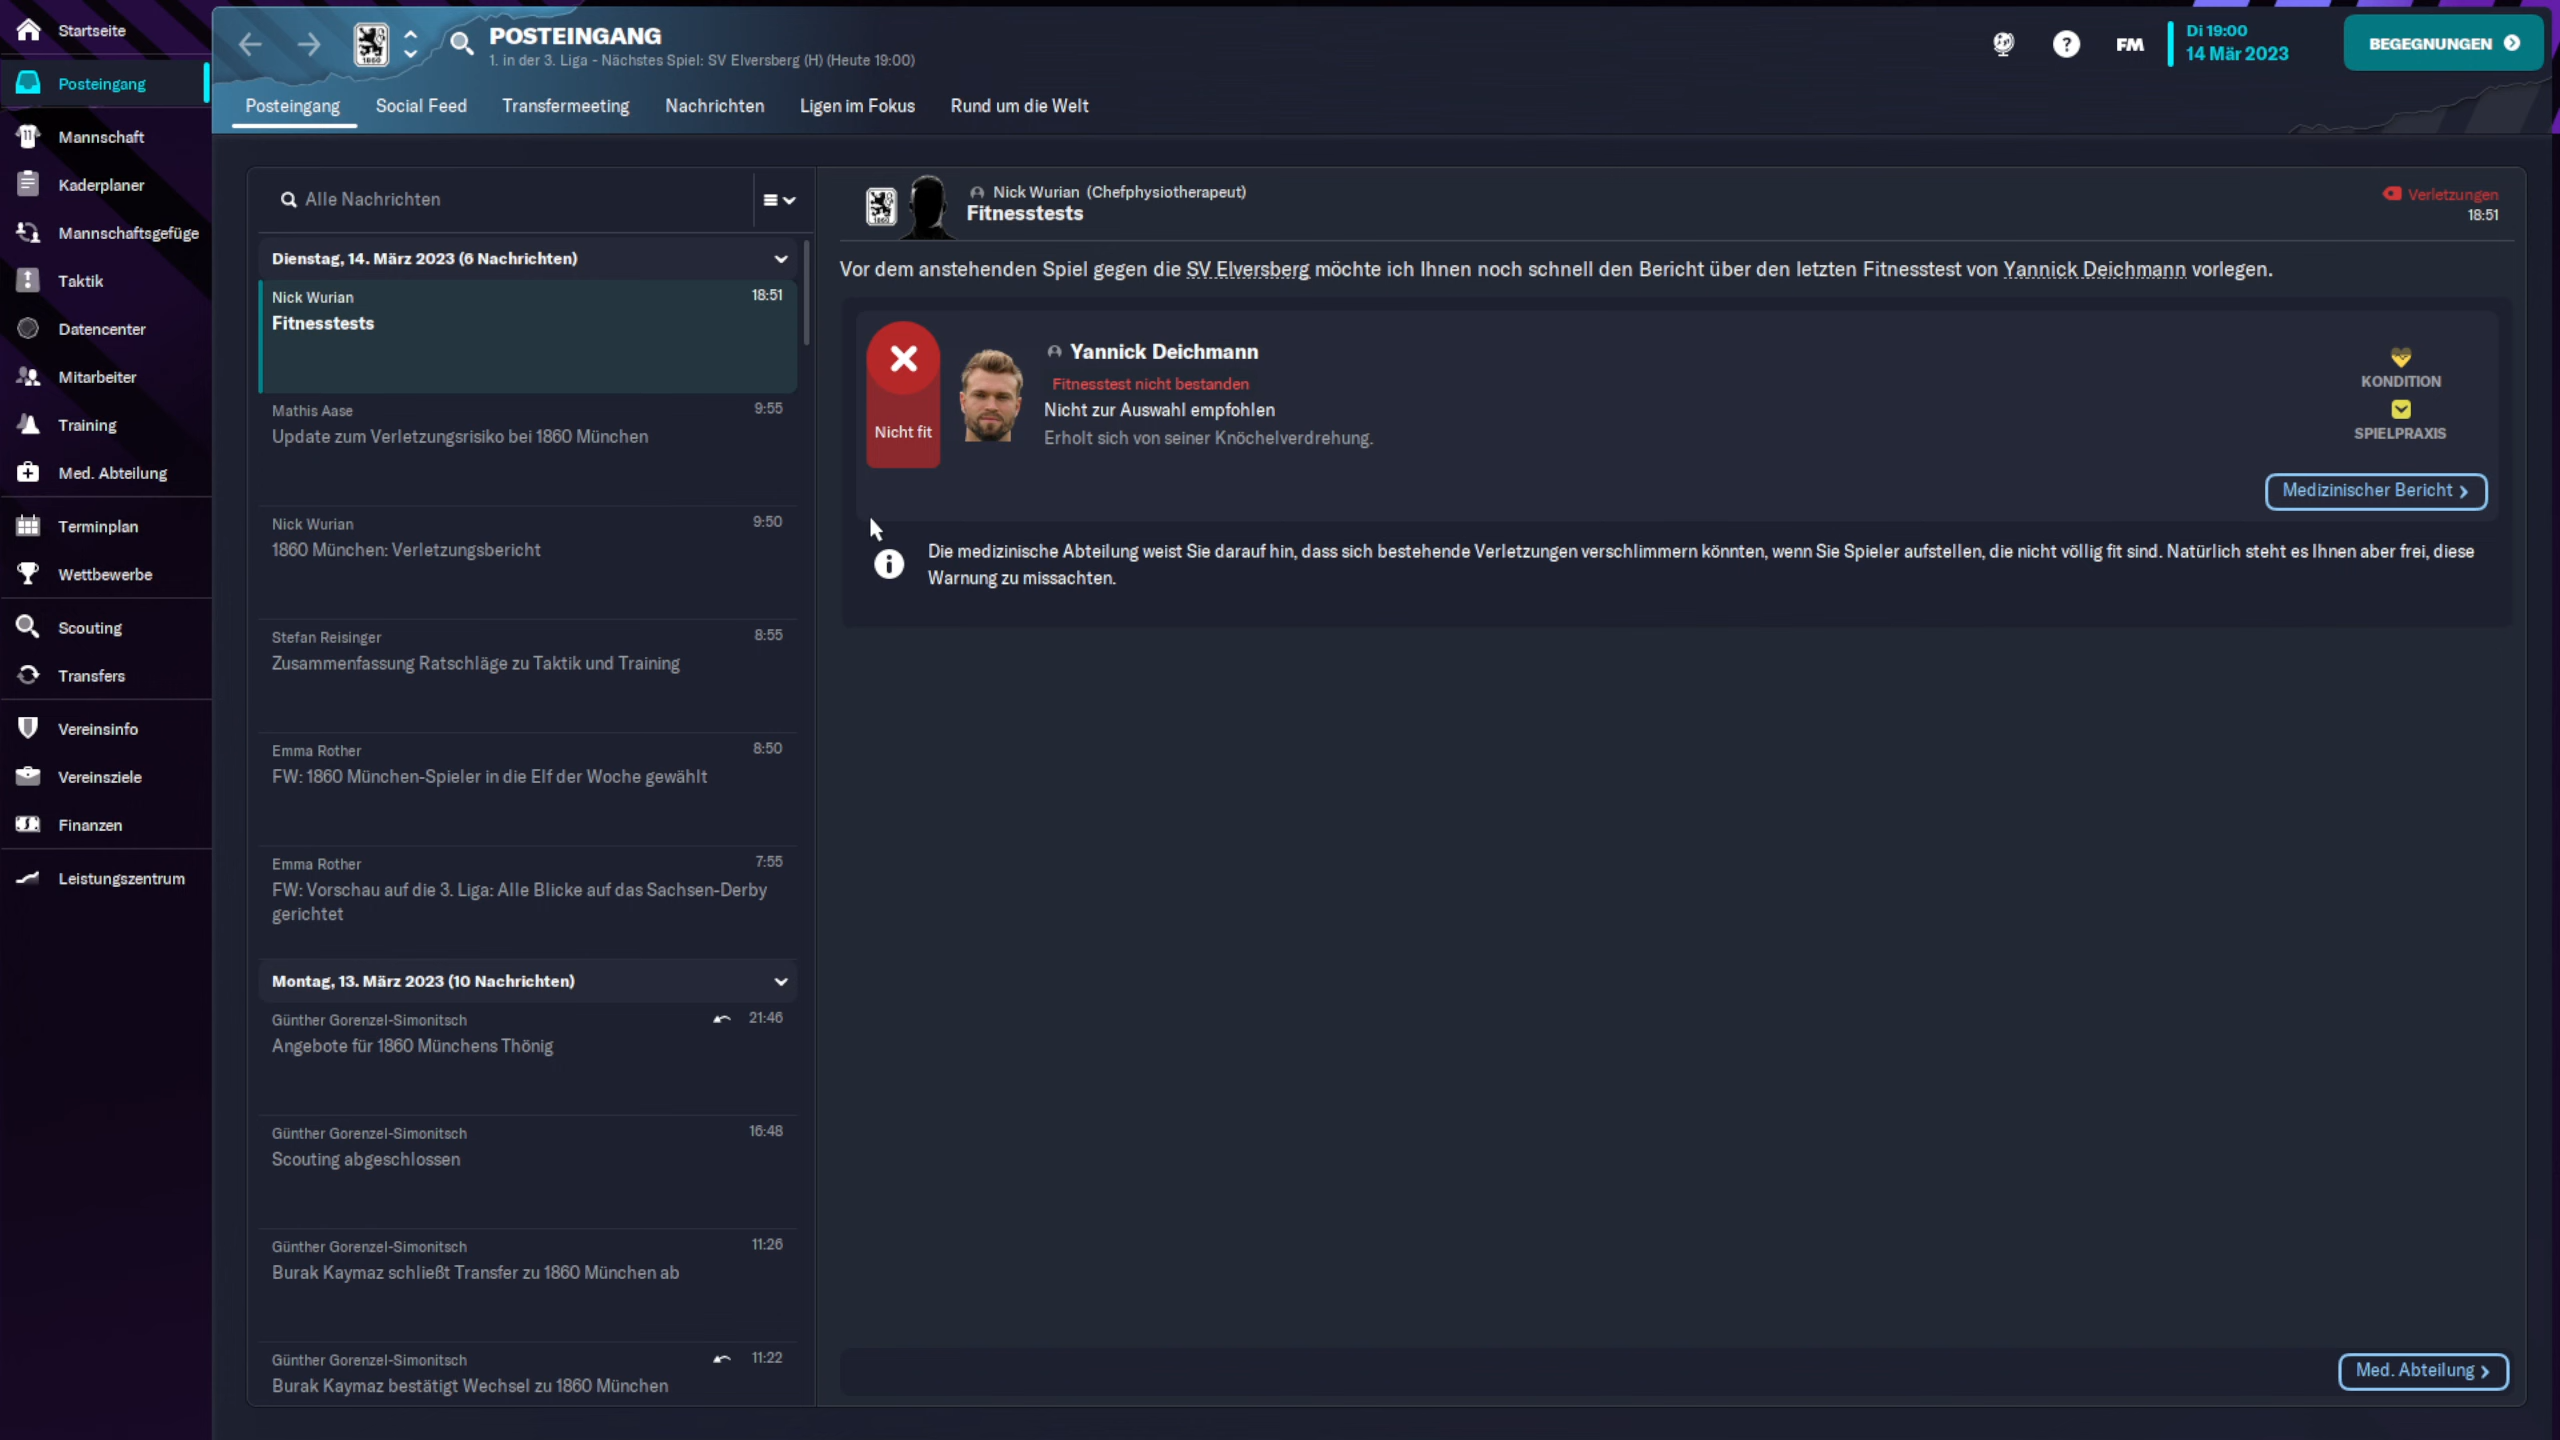 Startseite
Posteingang
Mannschaft
Kaderplaner
Mannschaftsgefüge
Taktik
Datencenter
Mitarbeiter
Training
Med. Abteilung
Terminplan
Wettbewerbe
Scouting
Transfers
Vereinsinfo
Vereinsziele
Finanzen
Leistungszentrum
POSTEINGANG
1. in der 3. Liga - Nächstes Spiel: SV Elversberg (H) (Heute 19:00)
FM
Di 19:00
14 Mär 2023
BEGEGNUNGEN
Posteingang Social Feed Transfermeeting Nachrichten Ligen im Fokus Rund um die Welt
Alle Nachrichten
Dienstag, 14. März 2023 (6 Nachrichten)
Nick Wurian 18:51
Fitnesstests
Mathis Aase 9:55
Update zum Verletzungsrisiko bei 1860 München
Nick Wurian 9:50
1860 München: Verletzungsbericht
Stefan Reisinger 8:55
Zusammenfassung Ratschläge zu Taktik und Training
Emma Rother 8:50
FW: 1860 München-Spieler in die Elf der Woche gewählt
Emma Rother 7:55
FW: Vorschau auf die 3. Liga: Alle Blicke auf das Sachsen-Derby
gerichtet
Montag, 13. März 2023 (10 Nachrichten)
Günther Gorenzel-Simonitsch 21:46
Angebote für 1860 Münchens Thönig
Günther Gorenzel-Simonitsch 16:48
Scouting abgeschlossen
Günther Gorenzel-Simonitsch 11:26
Burak Kaymaz schließt Transfer zu 1860 München ab
Günther Gorenzel-Simonitsch 11:22
Burak Kaymaz bestätigt Wechsel zu 1860 München
Nick Wurian (Chefphysiotherapeut)
Fitnesstests
Verletzungen
18:51
Vor dem anstehenden Spiel gegen die SV Elversberg möchte ich Ihnen noch schnell den Bericht über den letzten Fitnesstest von Yannick Deichmann vorlegen.
Nicht fit
Yannick Deichmann
Fitnesstest nicht bestanden
Nicht zur Auswahl empfohlen
Erholt sich von seiner Knöchelverdrehung.
KONDITION
SPIELPRAXIS
Medizinischer Bericht
Die medizinische Abteilung weist Sie darauf hin, dass sich bestehende Verletzungen verschlimmern könnten, wenn Sie Spieler aufstellen, die nicht völlig fit sind. Natürlich steht es Ihnen aber frei, diese
Warnung zu missachten.
Med. Abteilung